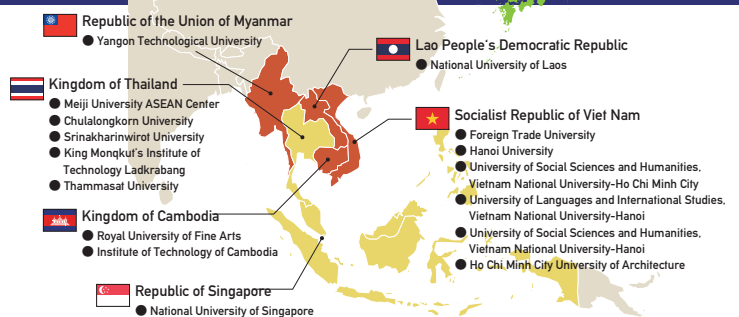 Republic of the Union of Myanmar
● Yangon Technological University
Lao People's Democratic Republic
● National University of Laos
Kingdom of Thailand
● Meiji University ASEAN Center
● Chulalongkorn University
● Srinakharinwirot University
● King Monqkut's Institute of
Technology Ladkrabang
● Thammasat University
Socialist Republic of Viet Nam
● Foreign Trade University
● Hanoi University
● University of Social Sciences and Humanities,
Vietnam National University-Ho Chi Minh City
● University of Languages and International Studies,
Vietnam National University-Hanoi
● University of Social Sciences and Humanities,
Vietnam National University-Hanoi
● Ho Chi Minh City University of Architecture
Kingdom of Cambodia
● Royal University of Fine Arts
● Institute of Technology of Cambodia
Republic of Singapore
● National University of Singapore